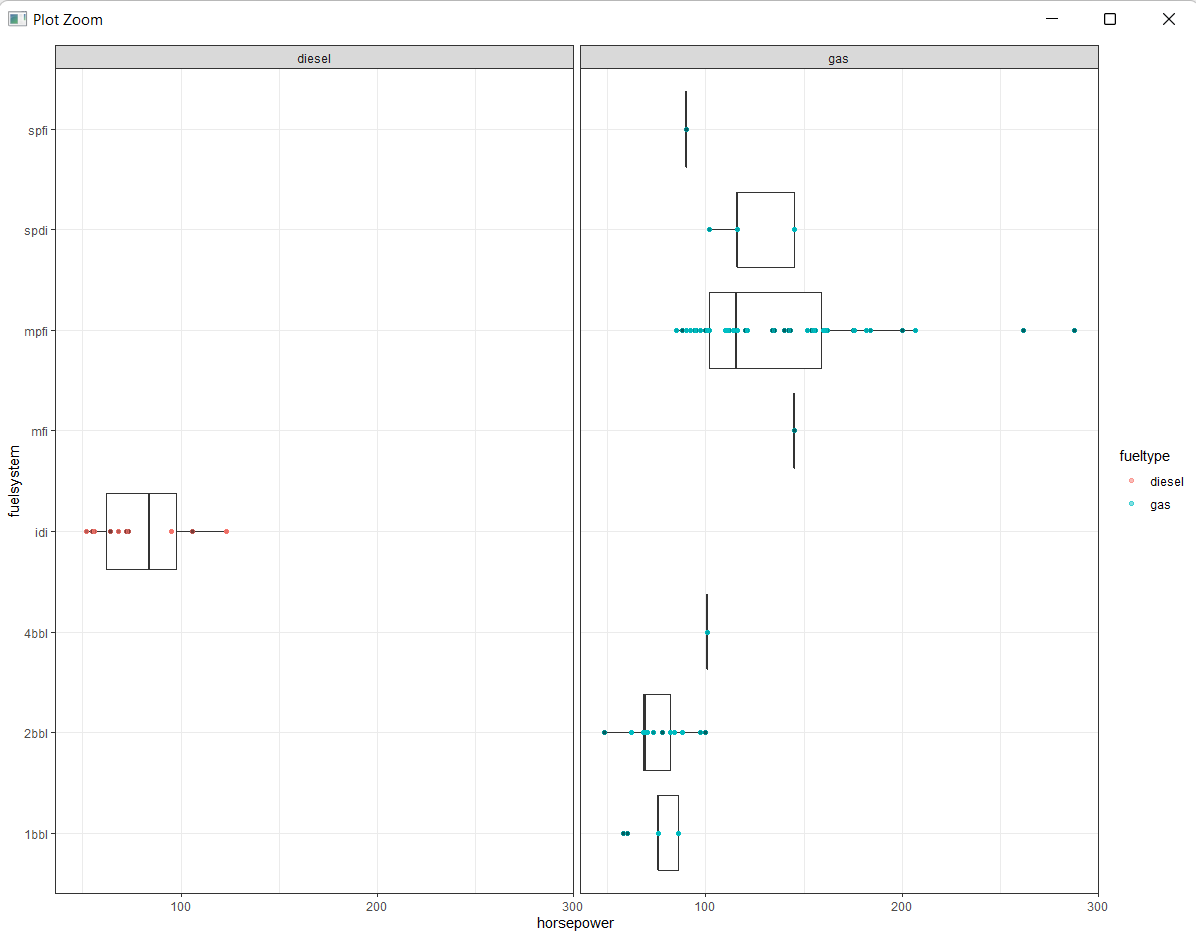 Plot Zoom
diesel
gas
spfi
spdi
mpfi
mfi
idi
4bbl
2bbl
1bbl
fuelsystem
100 200 300
100 200 300
horsepower
fueltype
diesel
gas